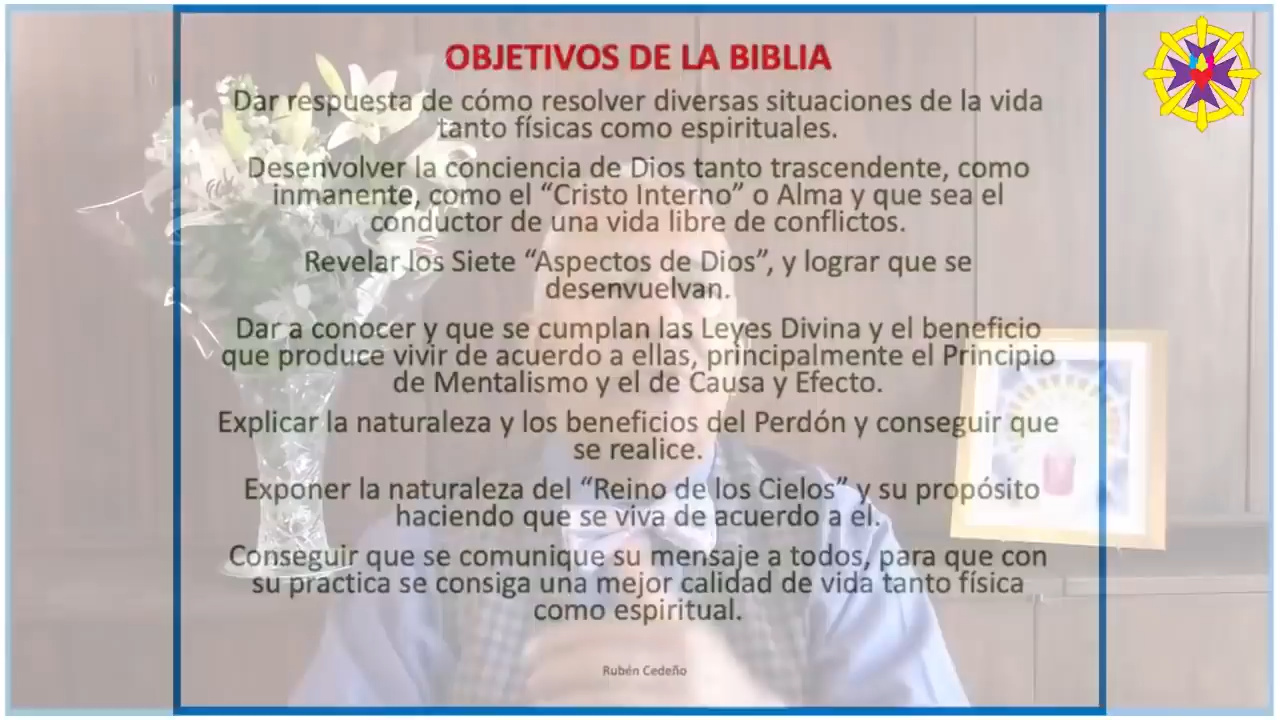 OBJETIVOS DE LA BIBLIA
Dar respuesta de cómo resolver diversas situaciones de la vida
tanto físicas como espirituales.
Desenvolver la conciencia de Dios tanto trascendente, como
inmanente, como el “Cristo Interno” o Alma y que sea el
conductor de una vida libre de conflictos.
Revelar los Siete “Aspectos de Dios”, y lograr que se
desenvuelvan.
Dar a conocer y que se cumplan las Leyes Divina y el beneficio
que produce vivir de acuerdo a ellas, principalmente el Principio
de Mentalismo y el de Causa y Efecto.
Explicar la naturaleza y los beneficios del Perdón y conseguir que
se realice.
Exponer la naturaleza del “Reino de los Cielos” y su propósito
haciendo que se viva de acuerdo a él.
Conseguir que se comunique su mensaje a todos, para que con
su práctica se consiga una mejor calidad de vida tanto física
como espiritual.
Rubén Cedeño